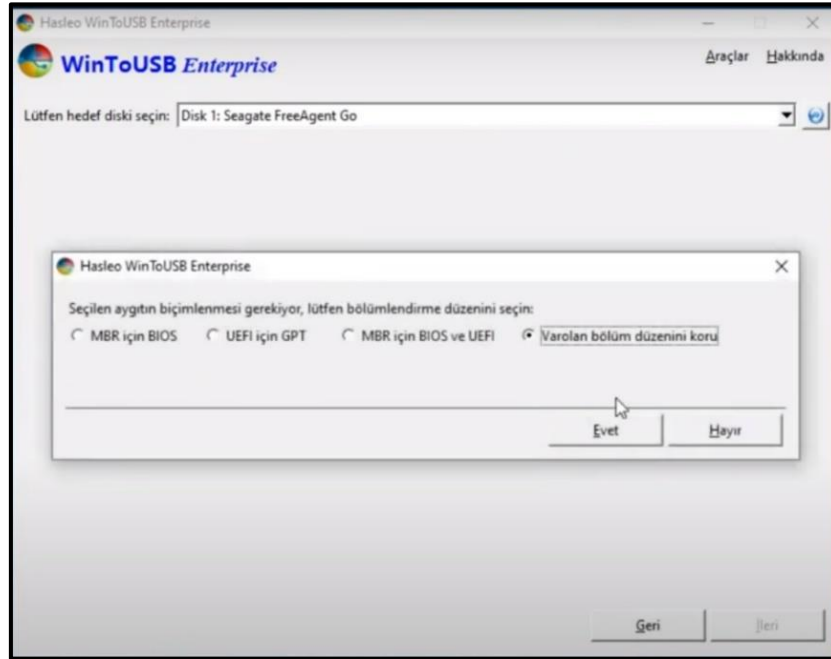 Hasleo WinToUSB Enterprise
WinToUSB Enterprise
Araçlar Hakkında
Lütfen hedef diski seçin: Disk 1: Seagate FreeAgent Go
Hasleo WinToUSB Enterprise
Seçilen aygıtın biçimlenmesi gerekiyor, lütfen bölümlendirme düzenini seçin:
MBR için BIOS UEFI için GPT MBR için BIOS ve UEFI Varolan bölüm düzenini koru
Evet Hayır
Geri İleri